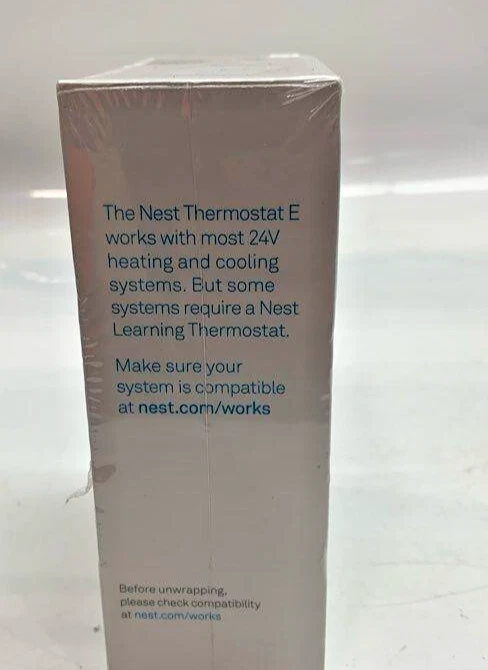 The Nest Thermostat E
works with most 24V
heating and cooling
systems. But some
systems require a Nest
Learning Thermostat.
Make sure your
system is compatible
at nest.com/works
Before unwrapping,
please check compatibility
at nest.com/works